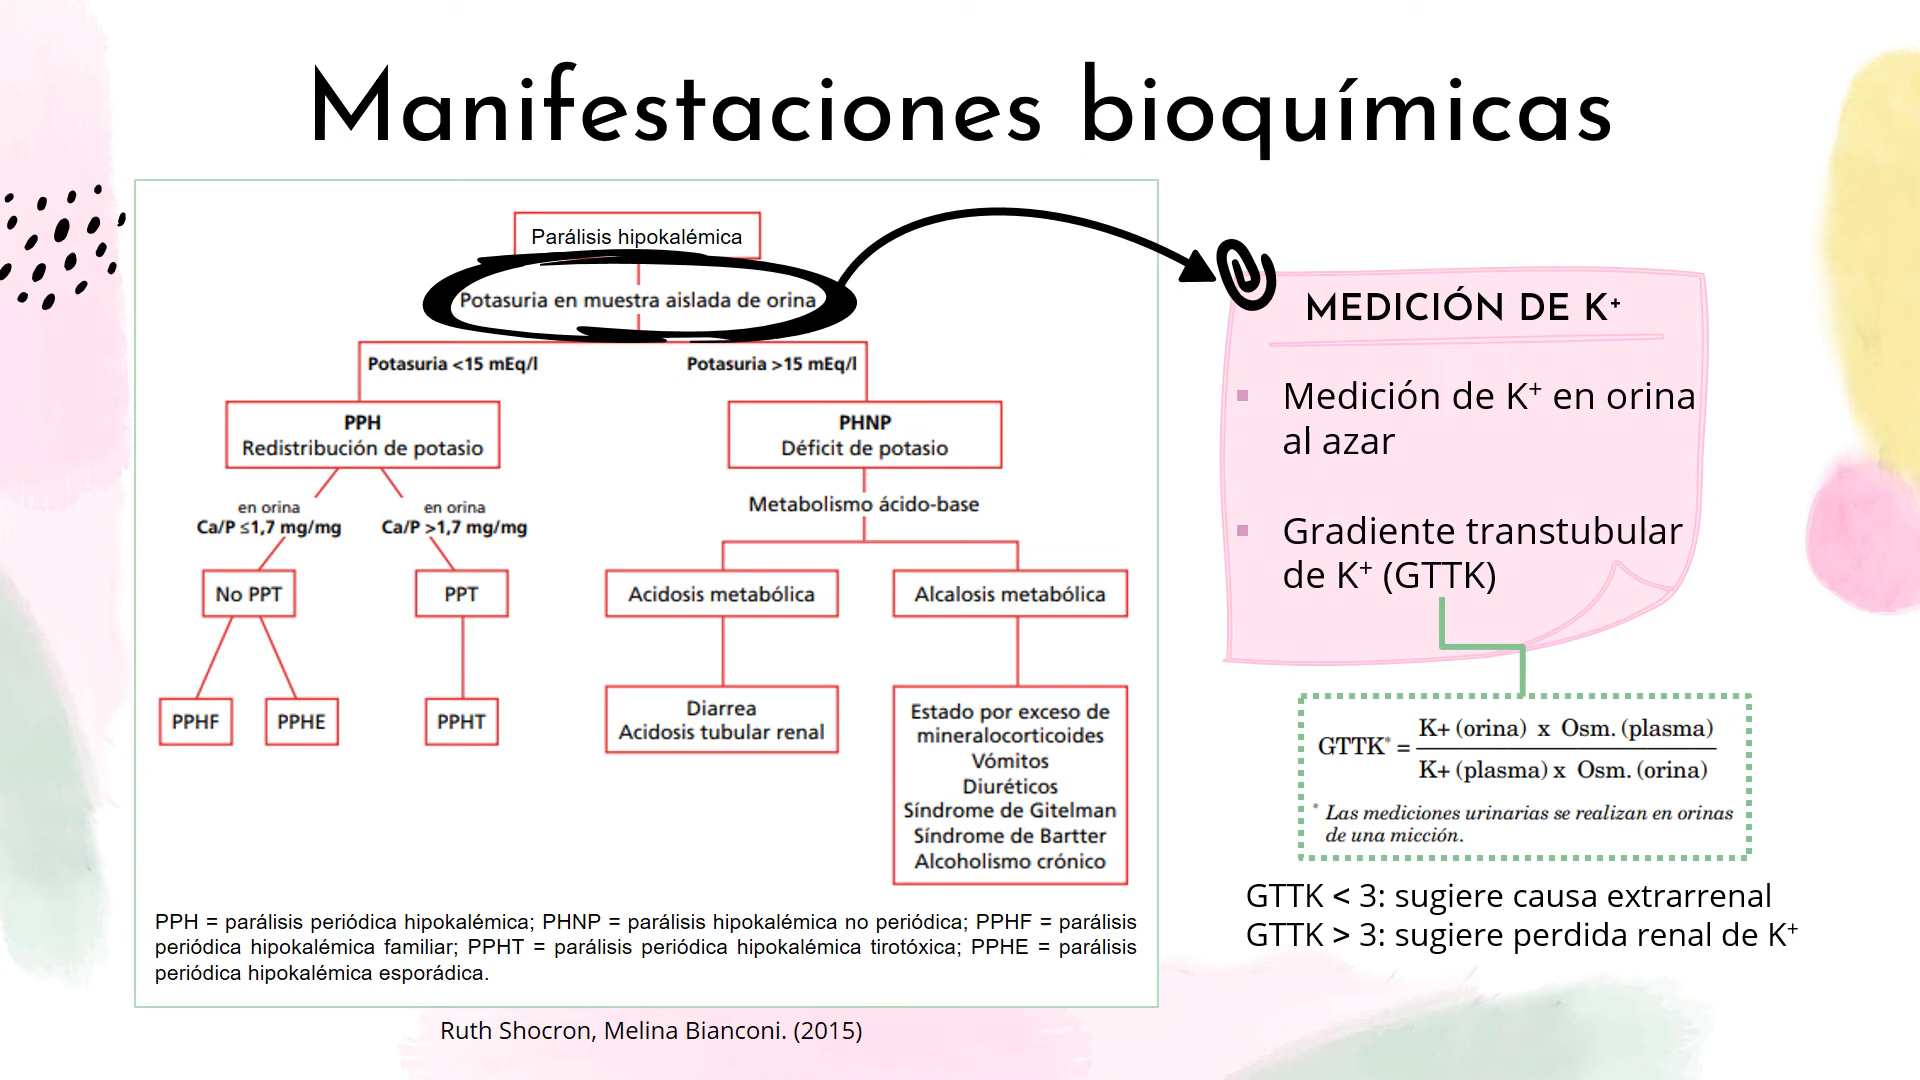 Manifestaciones bioquímicas
Parálisis hipokalémica
Potasuria en muestra aislada de orina
Potasuria <15 mEq/l
Potasuria >15 mEq/l
PPH
Redistribución de potasio
PHNP
Déficit de potasio
en orina
Ca/P ≤1,7 mg/mg
en orina
Ca/P >1,7 mg/mg
Metabolismo ácido-base
No PPT
PPT
Acidosis metabólica
Alcalosis metabólica
PPHF
PPHE
PPHT
Diarrea
Acidosis tubular renal
Estado por exceso de
mineralocorticoides
Vómitos
Diuréticos
Síndrome de Gitelman
Síndrome de Bartter
Alcoholismo crónico
PPH = parálisis periódica hipokalémica; PHNP = parálisis hipokalémica no periódica; PPHF = parálisis
periódica hipokalémica familiar; PPHT = parálisis periódica hipokalémica tirotóxica; PPHE = parálisis
periódica hipokalémica esporádica.
Ruth Shocron, Melina Bianconi. (2015)
MEDICIÓN DE K⁺
▪ Medición de K⁺ en orina
al azar
▪ Gradiente transtubular
de K⁺ (GTTK)
GTTK* = K+ (orina) x Osm. (plasma)
K+ (plasma) x Osm. (orina)
* Las mediciones urinarias se realizan en orinas
de una micción.
GTTK < 3: sugiere causa extrarrenal
GTTK > 3: sugiere perdida renal de K⁺